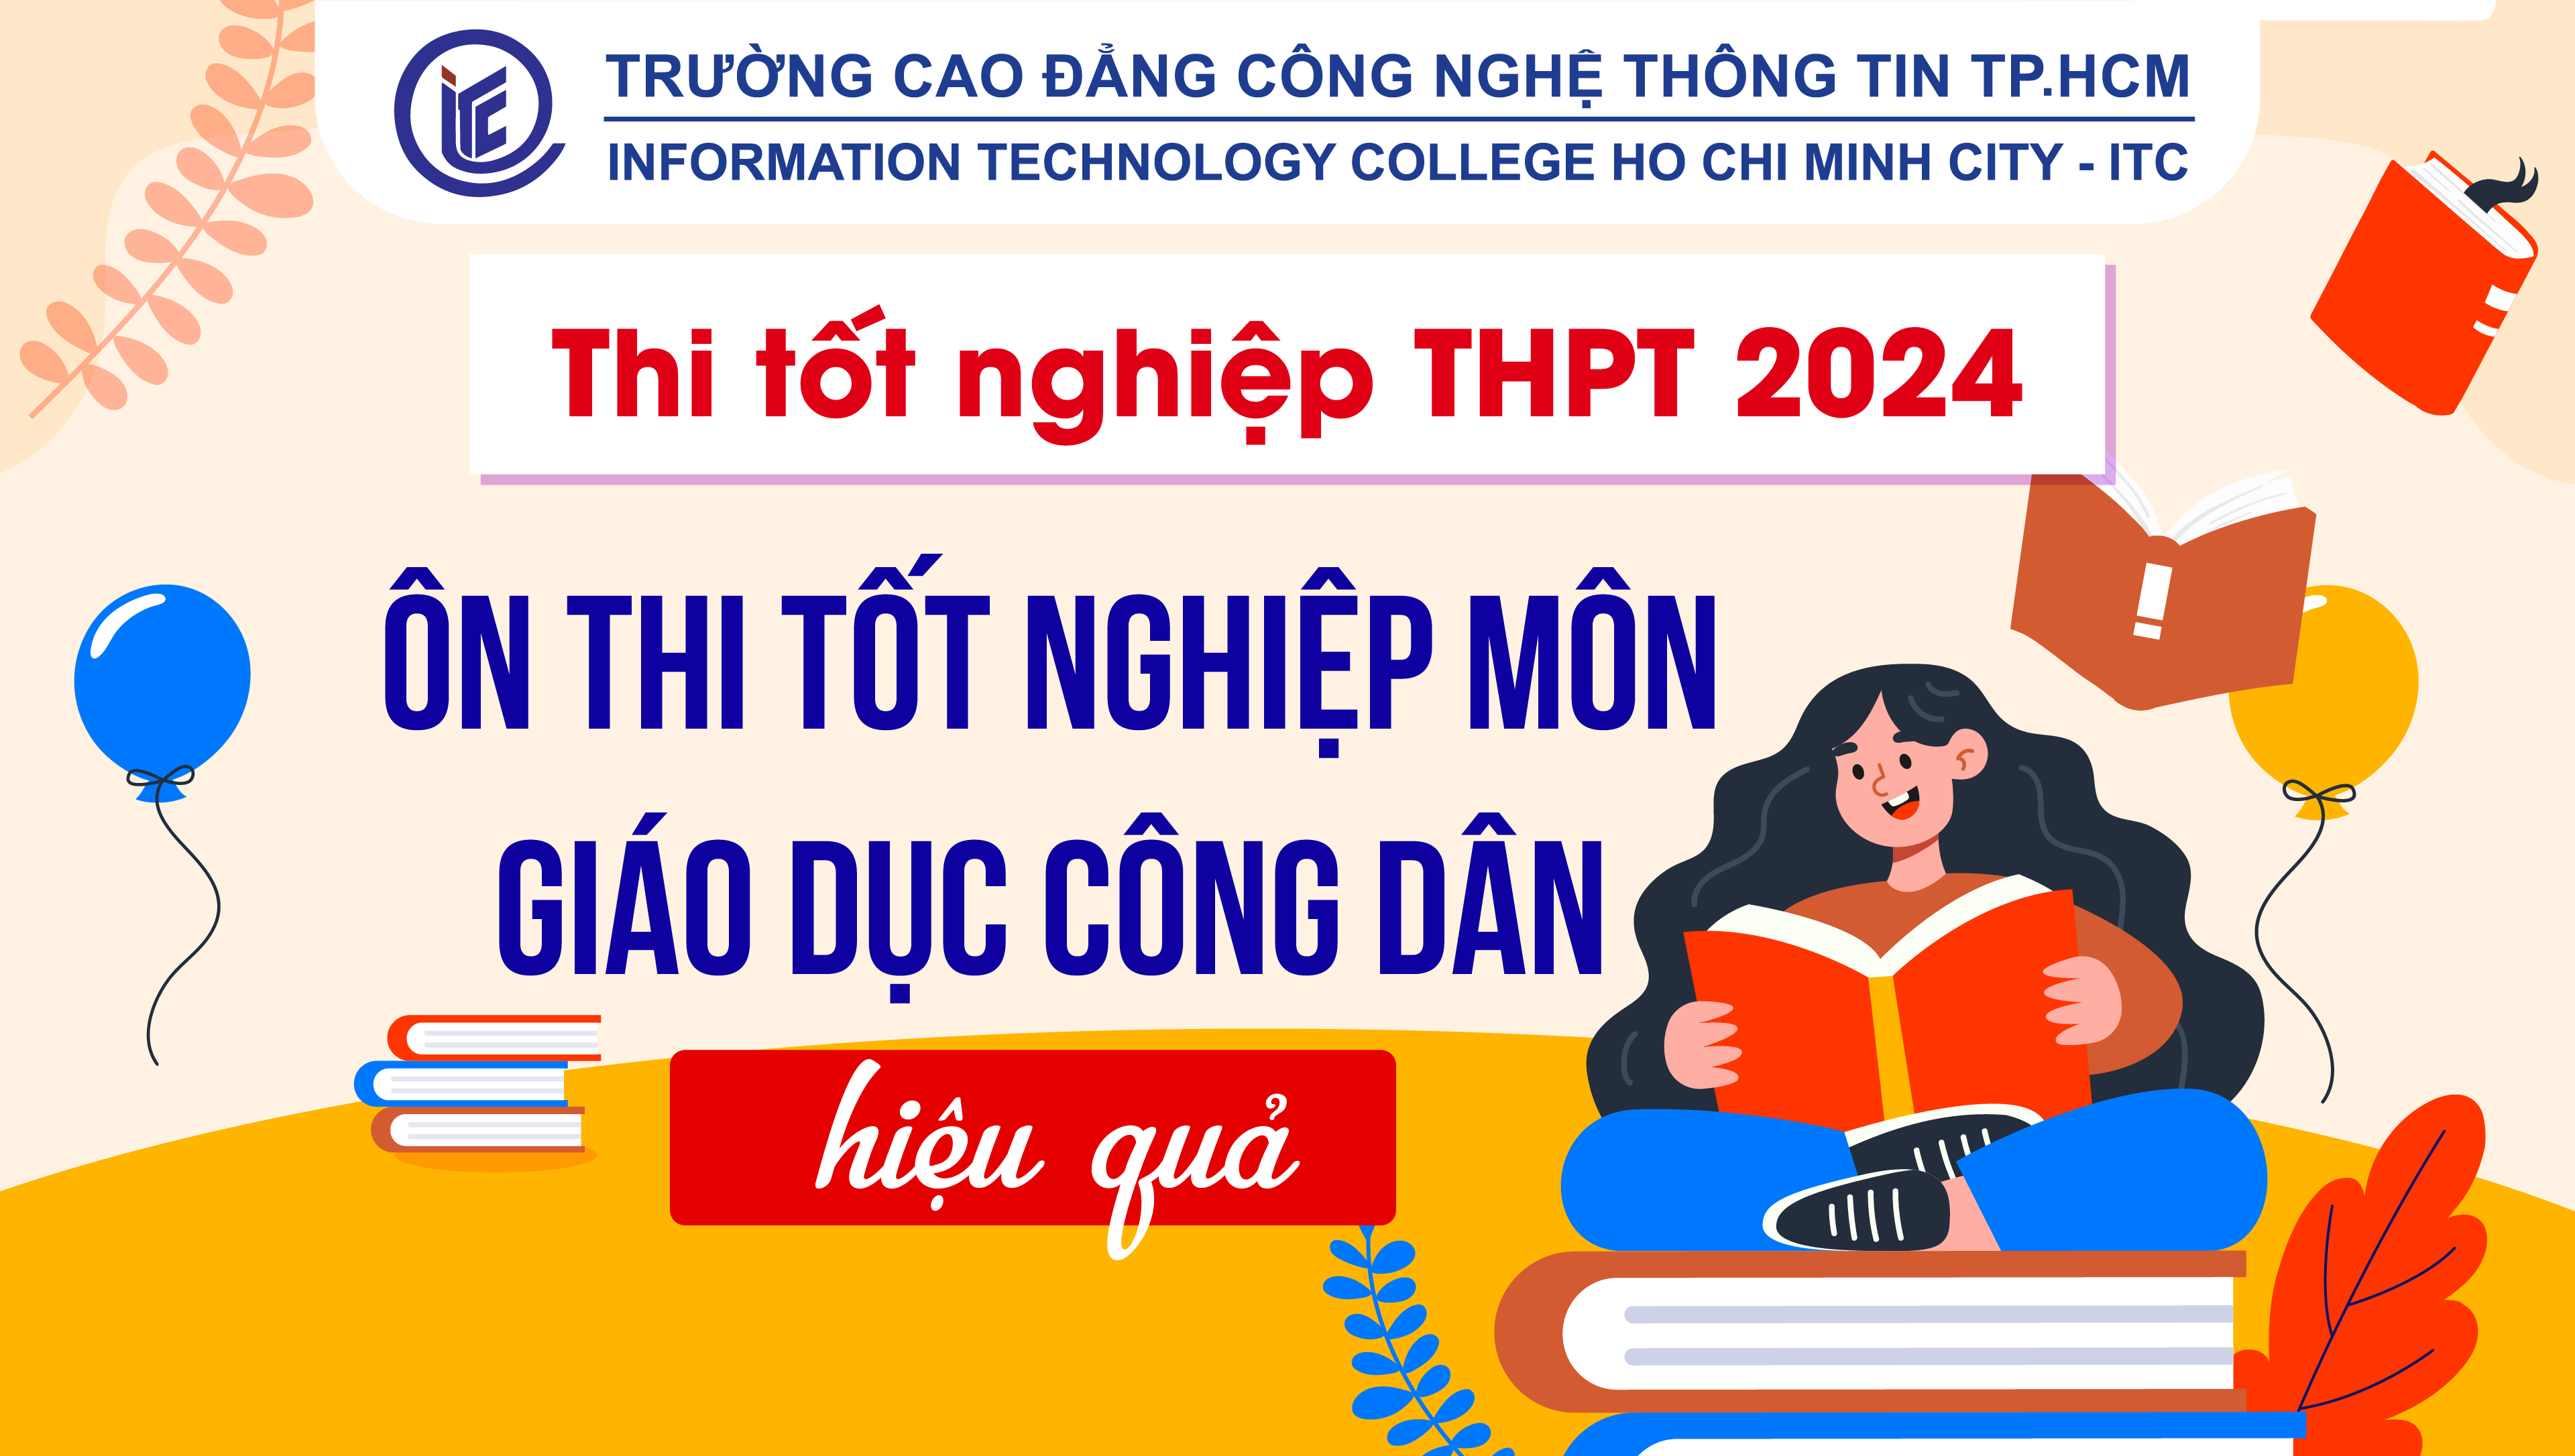 iTC
TRƯỜNG CAO ĐẲNG CÔNG NGHỆ THÔNG TIN TP.HCM
INFORMATION TECHNOLOGY COLLEGE HO CHI MINH CITY - ITC
Thi tốt nghiệp THPT 2024
ÔN THI TỐT NGHIỆP MÔN
GIÁO DỤC CÔNG DÂN
hiệu quả